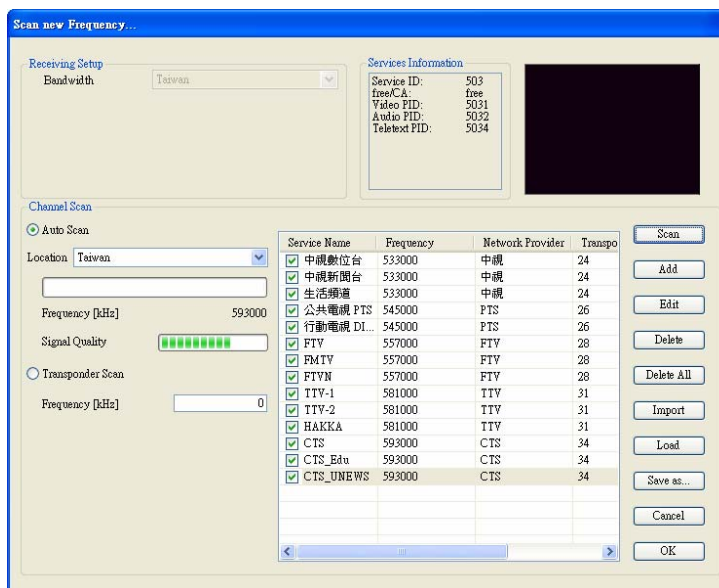 Scan new Frequency...
Receiving Setup
Bandwidth Taiwan
Services Information
Service ID: 503
free/CA: free
Video PID: 5031
Audio PID: 5032
Teletext PID: 5034
Channel Scan
Auto Scan
Location Taiwan
Frequency [kHz] 593000
Signal Quality
Transponder Scan
Frequency [kHz] 0
Service Name Frequency Network Provider Transpo
中視數位台 533000 中視 24
中視新聞台 533000 中視 24
生活頻道 533000 中視 24
公共電視 PTS 545000 PTS 26
行動電視 DI... 545000 PTS 26
FTV 557000 FTV 28
FMTV 557000 FTV 28
FTVN 557000 FTV 28
TTV-1 581000 TTV 31
TTV-2 581000 TTV 31
HAKKA 581000 TTV 31
CTS 593000 CTS 34
CTS_Edu 593000 CTS 34
CTS_UNEWS 593000 CTS 34
Scan
Add
Edit
Delete
Delete All
Import
Load
Save as...
Cancel
OK